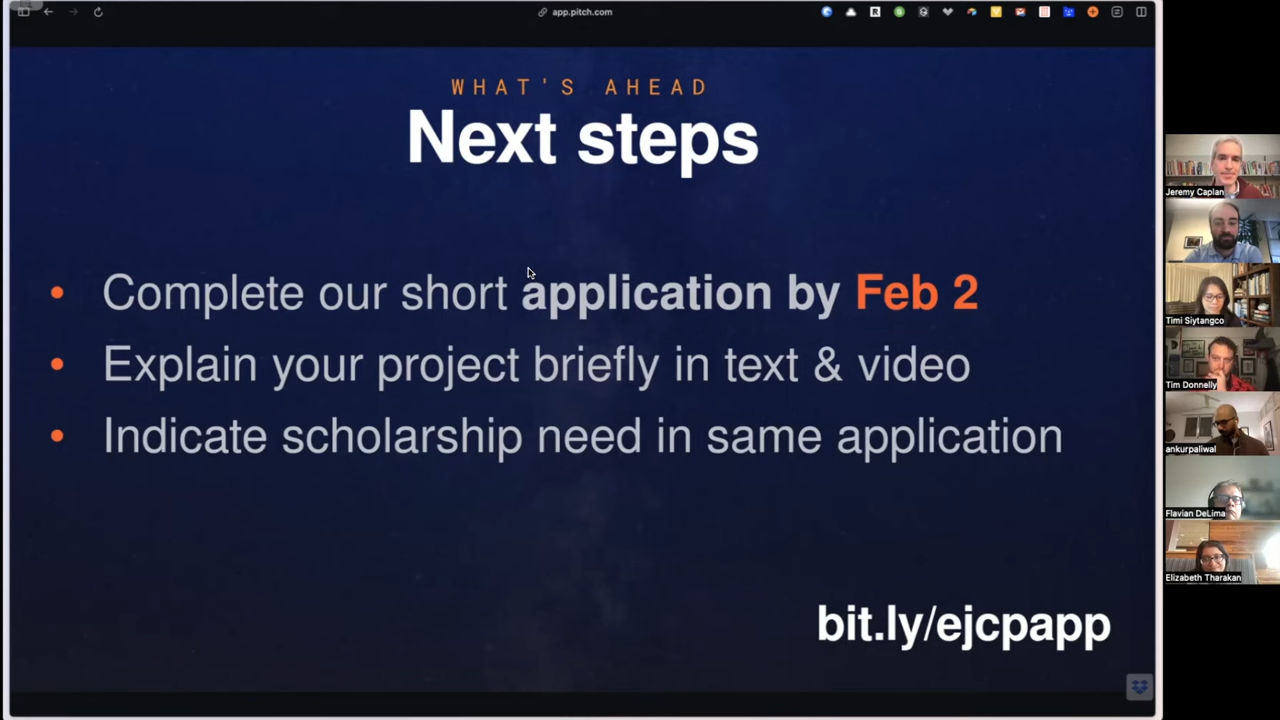 app.pitch.com
WHAT'S AHEAD
Next steps
• Complete our short application by Feb 2
• Explain your project briefly in text & video
• Indicate scholarship need in same application
bit.ly/ejcpapp
Jeremy Caplan
Timi Siytangco
Tim Donnelly
ankurpaliwal
Flavian DeLima
Elizabeth Tharakan